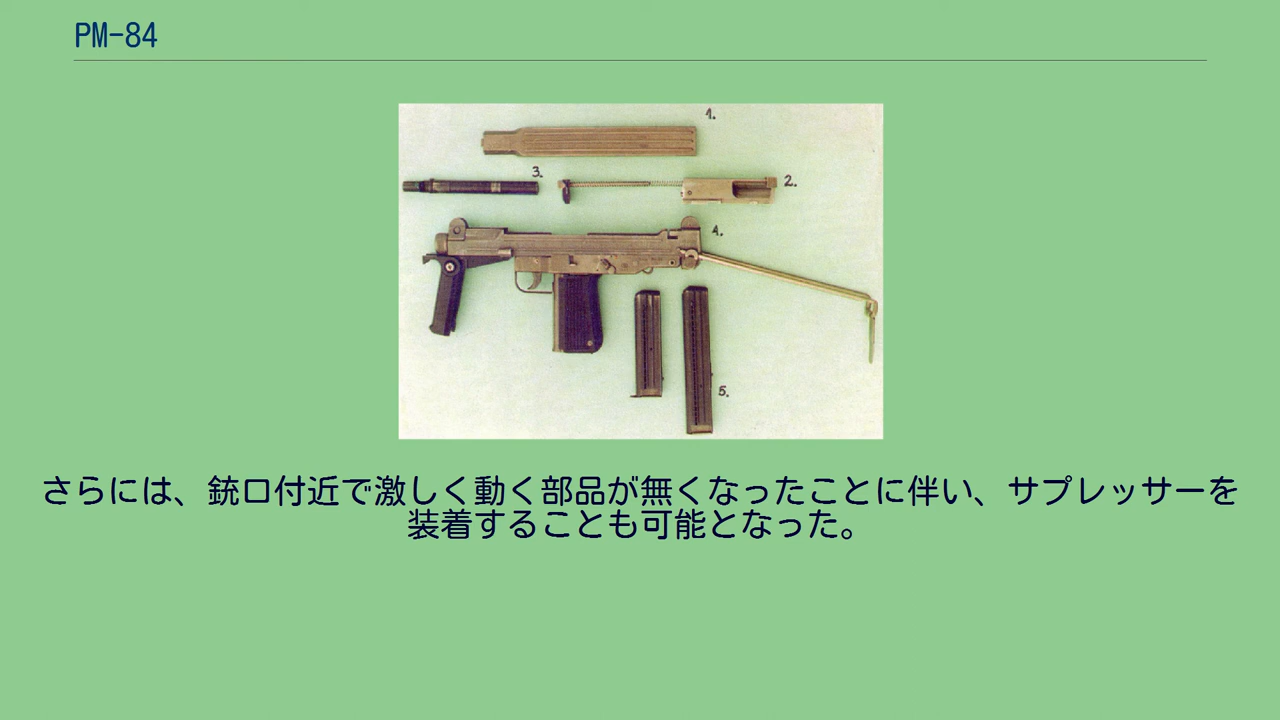 PM-84
1.
3.
2.
4.
5.
さらには、銃口付近で激しく動く部品が無くなったことに伴い、サプレッサーを
装着することも可能となった。